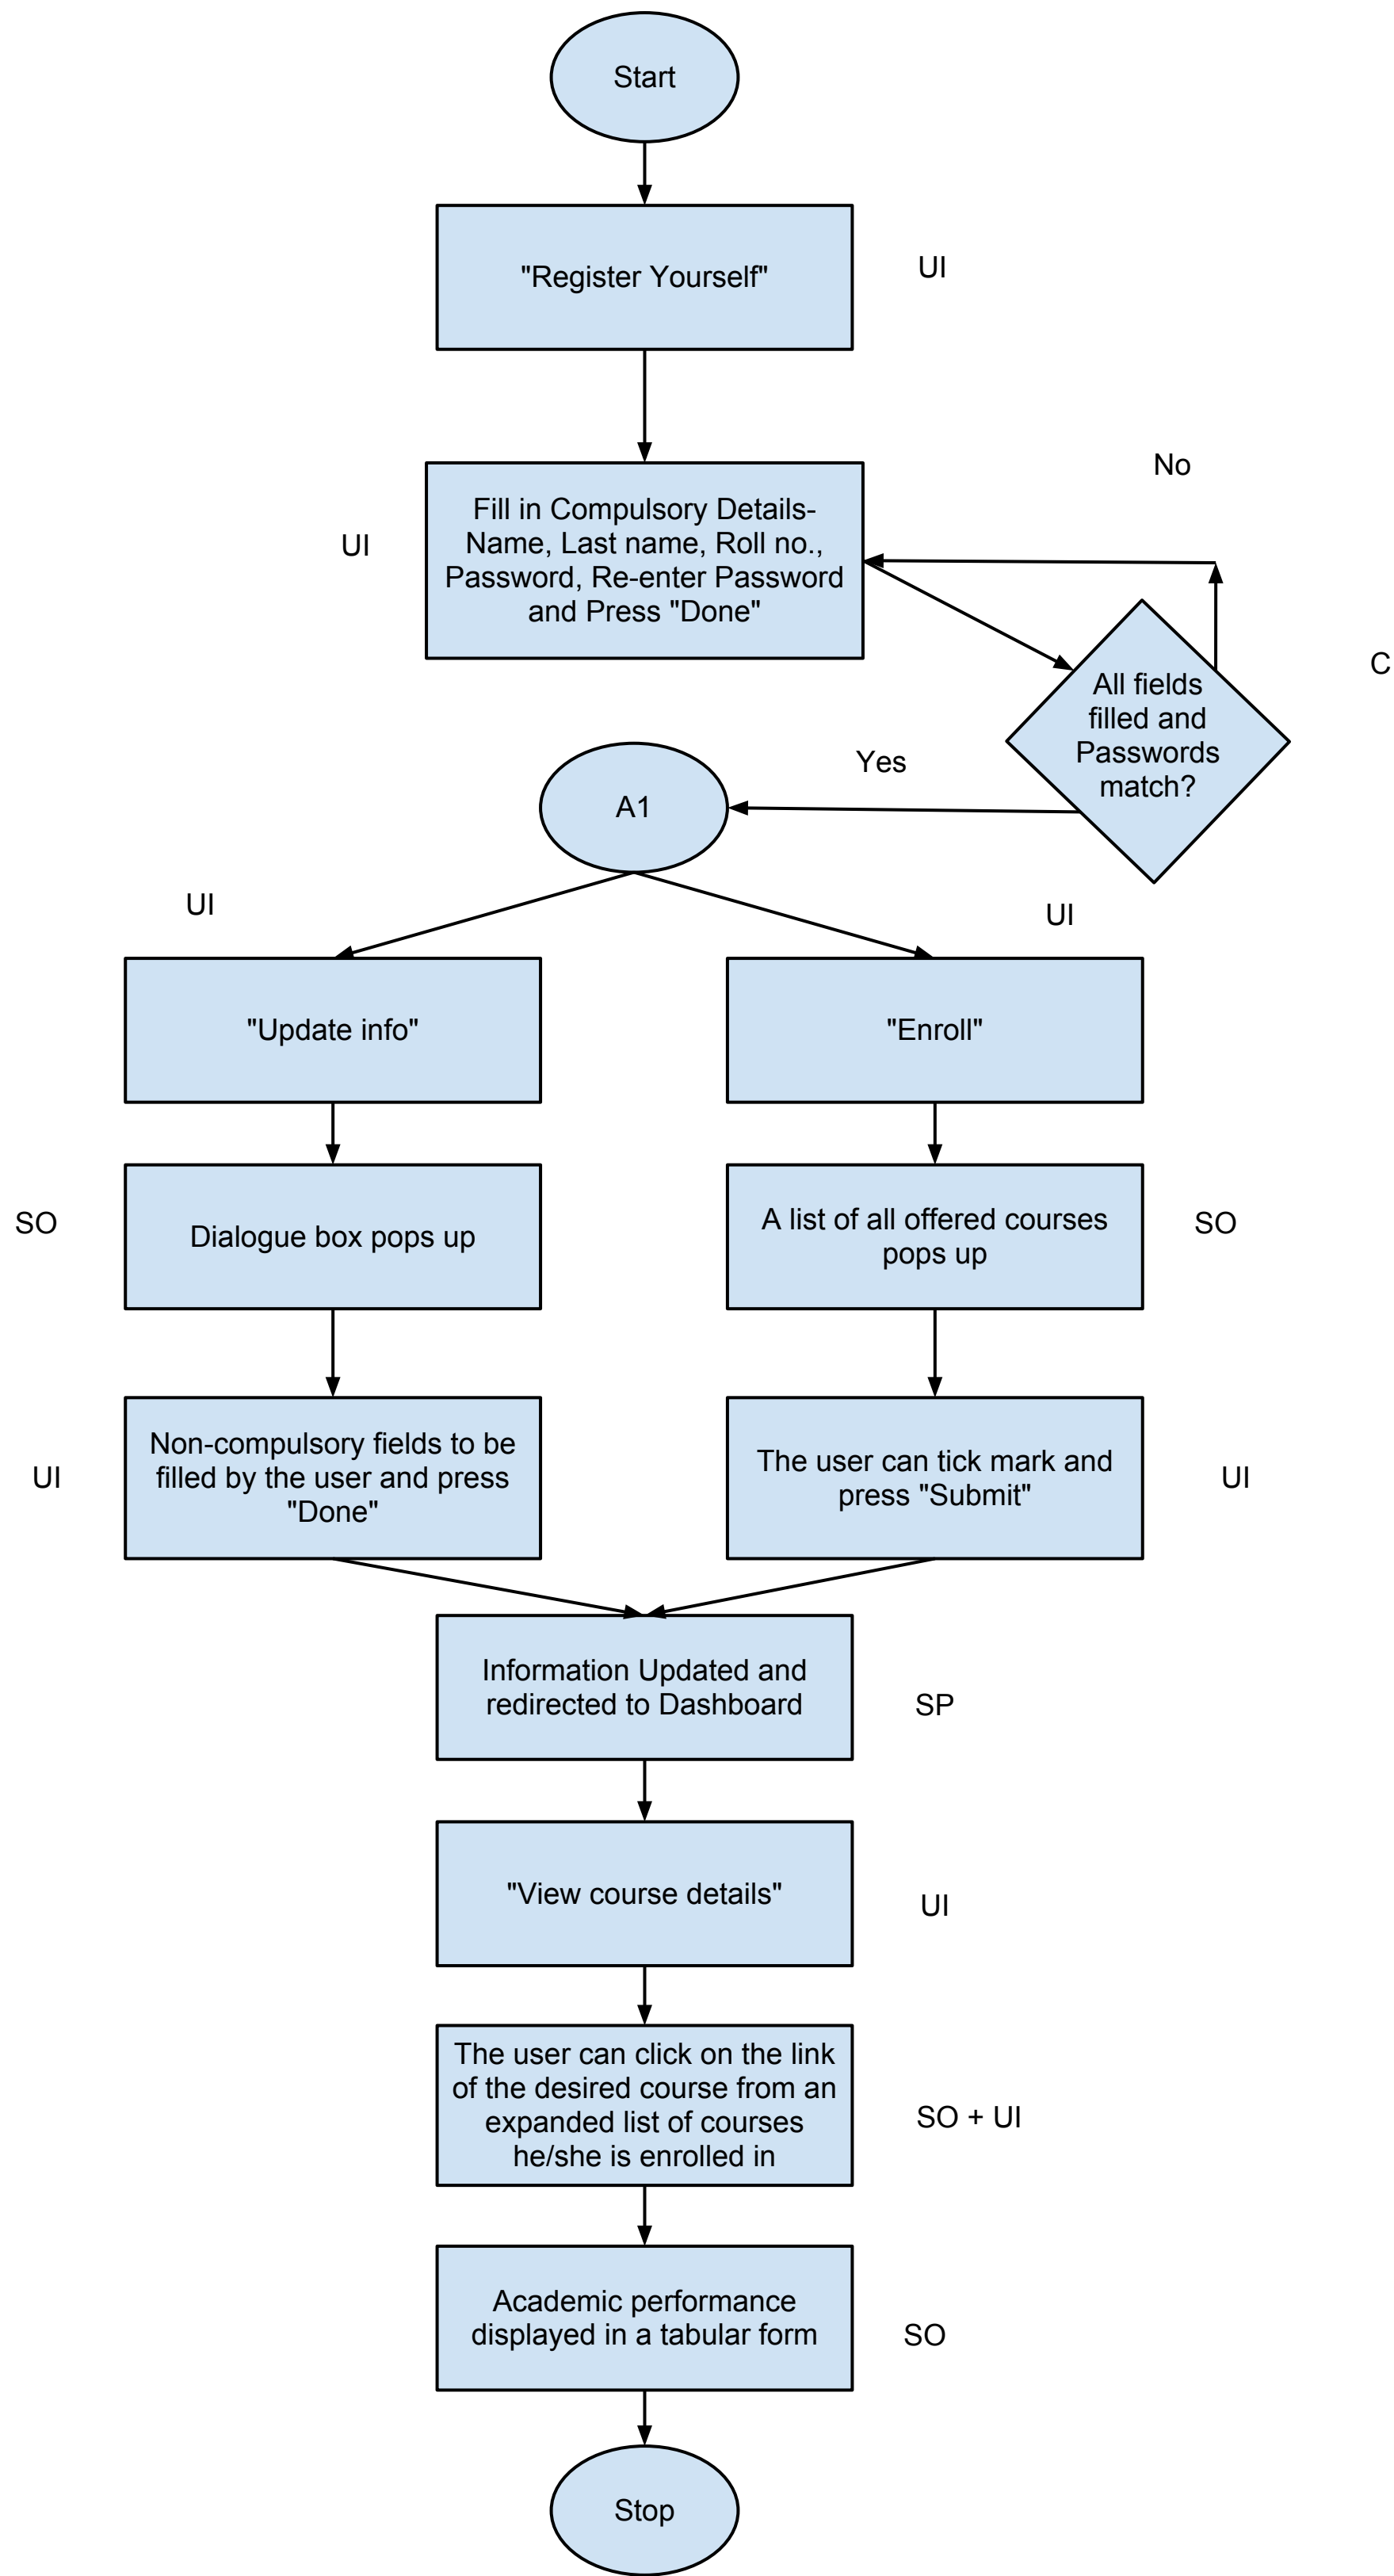 Start
"Register Yourself"
UI
No
UI
Fill in Compulsory Details-
Name, Last name, Roll no.,
Password, Re-enter Password
and Press "Done"
C
All fields
filled and
Passwords
match?
Yes
A1
UI
UI
"Update info"
"Enroll"
SO
Dialogue box pops up
A list of all offered courses
pops up
SO
UI
Non-compulsory fields to be
filled by the user and press
"Done"
The user can tick mark and
press "Submit"
UI
Information Updated and
redirected to Dashboard
SP
"View course details"
UI
The user can click on the link
of the desired course from an
expanded list of courses
he/she is enrolled in
SO + UI
Academic performance
displayed in a tabular form
SO
Stop